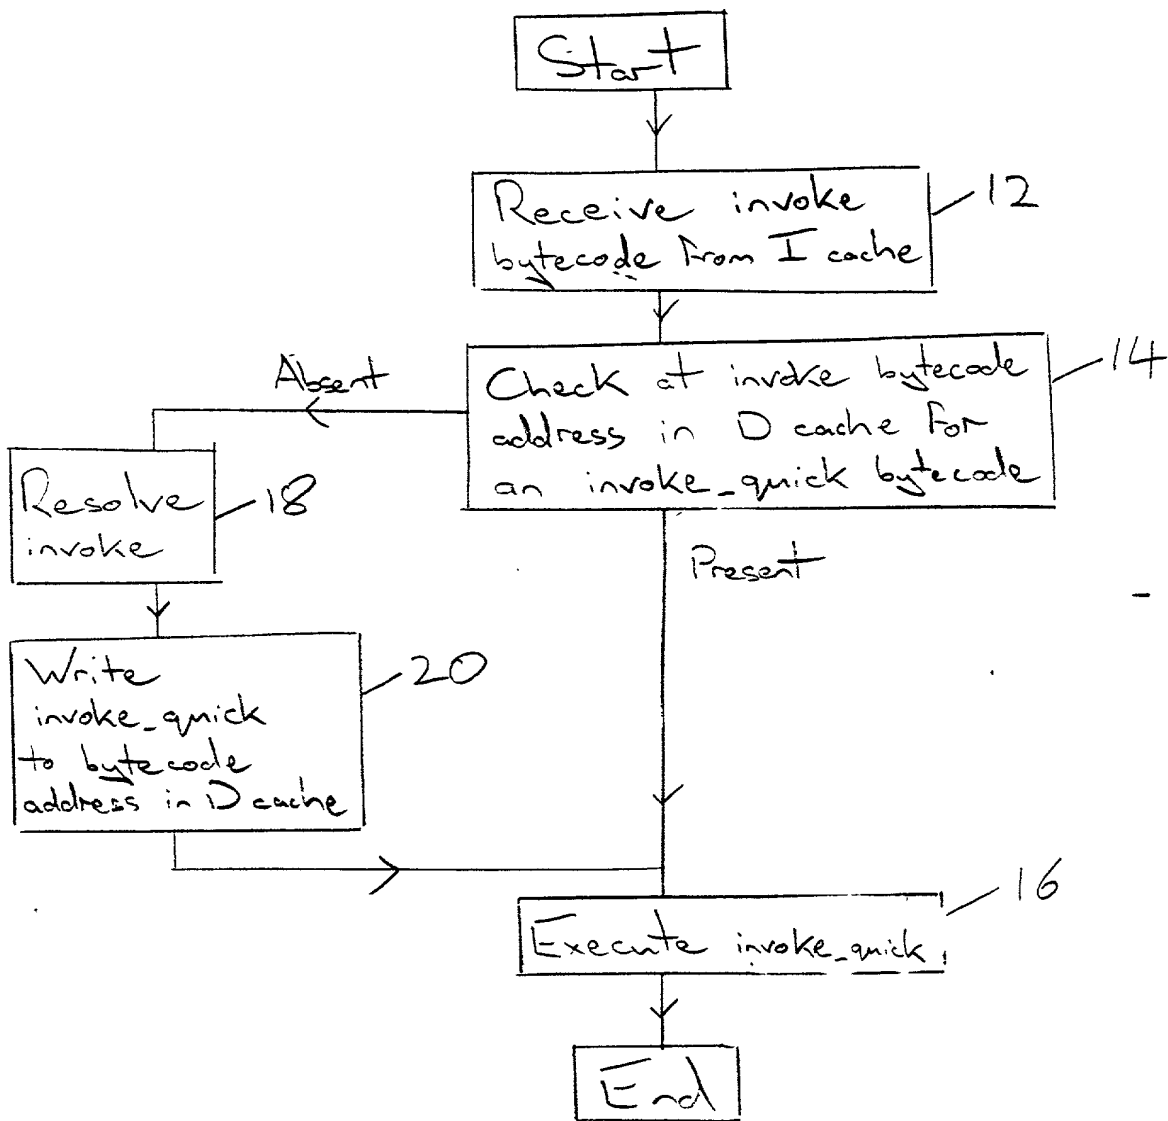 Start
Receive invoke
bytecode from I cache
12
Check at invoke bytecode
address in D cache for
an invoke_quick bytecode
14
Absent
Present
Resolve
invoke
18
Write
invoke_quick
to bytecode
address in D cache
20
Execute invoke_quick
16
End